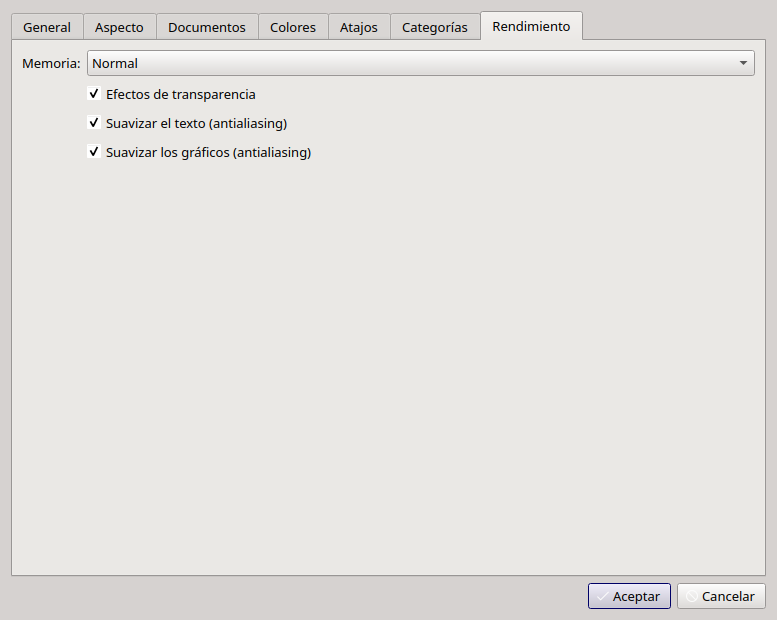 General Aspecto Documentos Colores Atajos Categorías Rendimiento
Memoria: Normal
Efectos de transparencia
Suavizar el texto (antialiasing)
Suavizar los gráficos (antialiasing)
Aceptar Cancelar